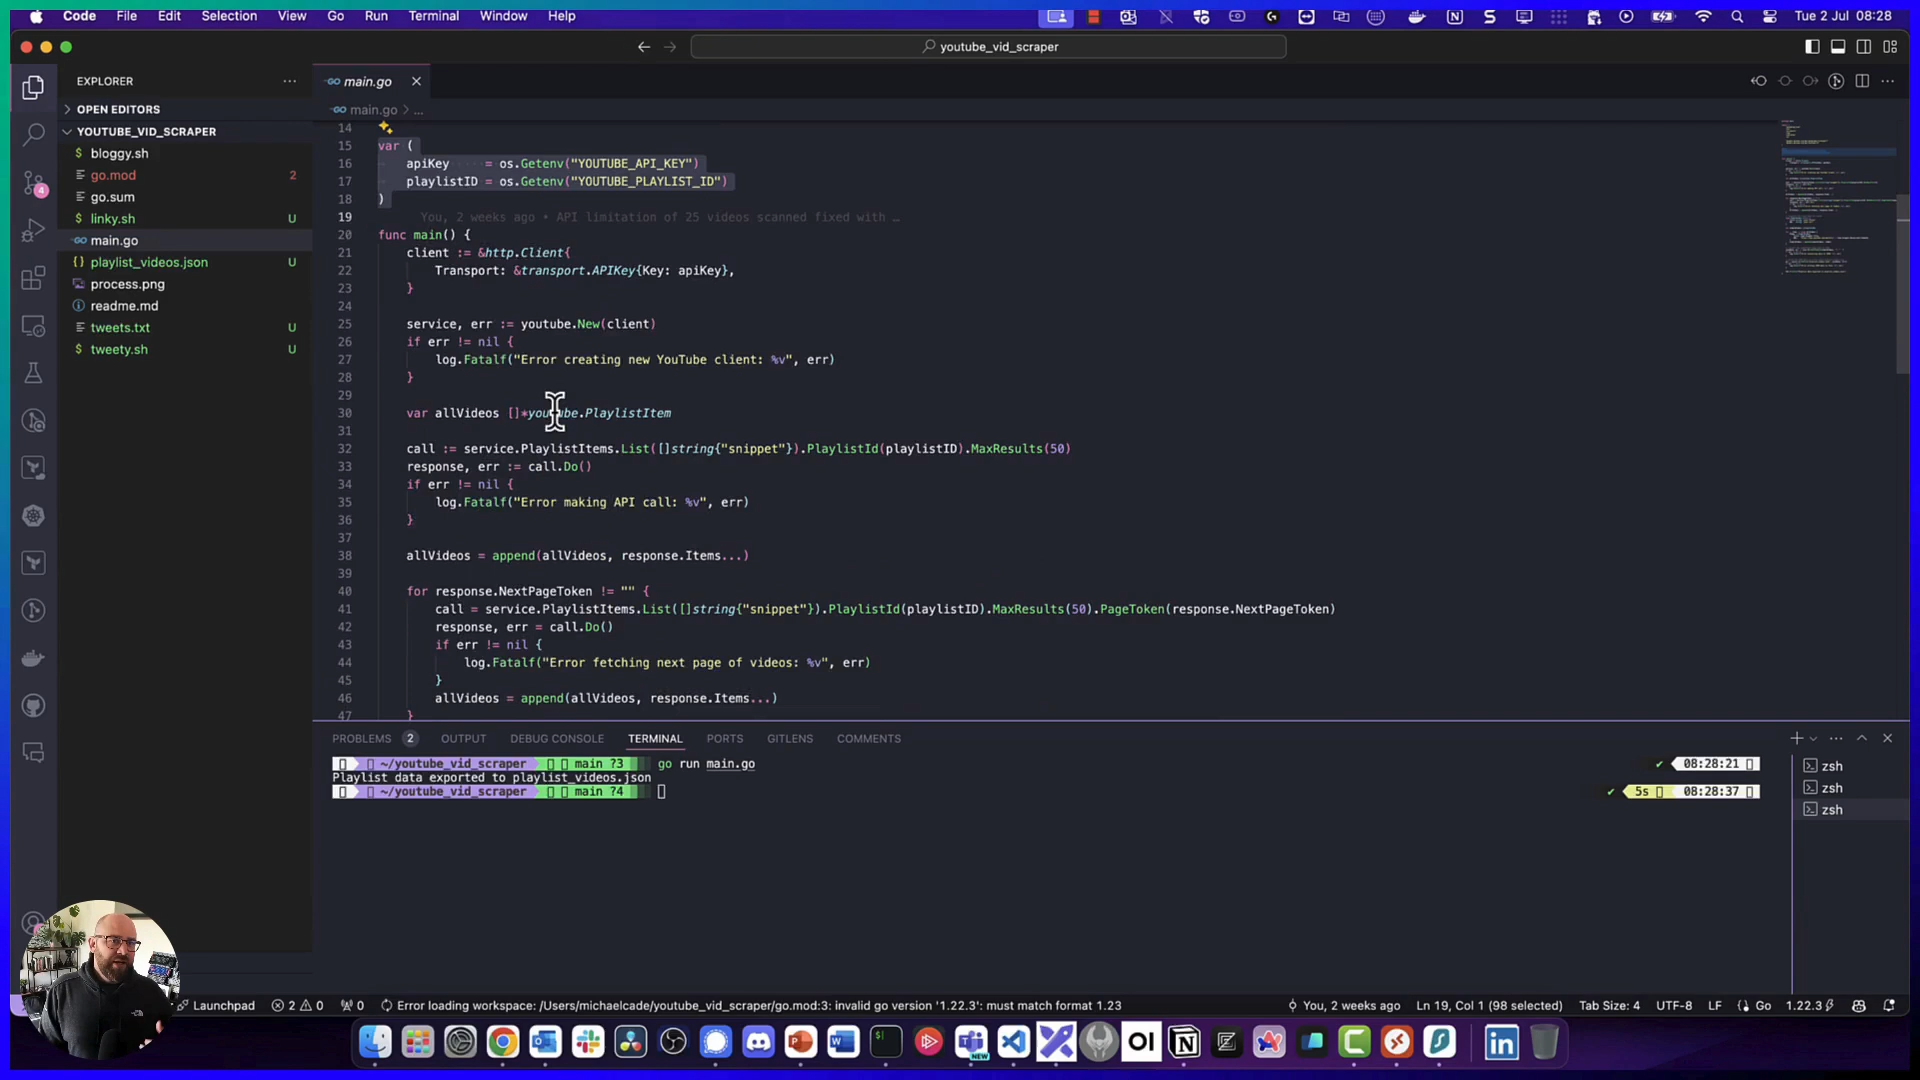 Code File Edit Selection View Go Run Terminal Window Help
Tue 2 Jul 08:28
youtube_vid_scraper
EXPLORER
main.go
OPEN EDITORS
main.go > ...
YOUTUBE_VID_SCRAPER
bloggy.sh
go.mod 2
go.sum
linky.sh U
main.go
playlist_videos.json U
process.png
readme.md
tweets.txt U
tweety.sh U
4
14
15 var (
16 apiKey = os.Getenv("YOUTUBE_API_KEY")
17 playlistID = os.Getenv("YOUTUBE_PLAYLIST_ID")
18 )
19 You, 2 weeks ago • API limitation of 25 videos scanned fixed with …
20 func main() {
21 client := &http.Client{
22 Transport: &transport.APIKey{Key: apiKey},
23 }
24
25 service, err := youtube.New(client)
26 if err != nil {
27 log.Fatalf("Error creating new YouTube client: %v", err)
28 }
29
30 var allVideos []*youtube.PlaylistItem
31
32 call := service.PlaylistItems.List([]string{"snippet"}).PlaylistId(playlistID).MaxResults(50)
33 response, err := call.Do()
34 if err != nil {
35 log.Fatalf("Error making API call: %v", err)
36 }
37
38 allVideos = append(allVideos, response.Items...)
39
40 for response.NextPageToken != "" {
41 call = service.PlaylistItems.List([]string{"snippet"}).PlaylistId(playlistID).MaxResults(50).PageToken(response.NextPageToken)
42 response, err = call.Do()
43 if err != nil {
44 log.Fatalf("Error fetching next page of videos: %v", err)
45 }
46 allVideos = append(allVideos, response.Items...)
47 }
PROBLEMS 2 OUTPUT DEBUG CONSOLE TERMINAL PORTS GITLENS COMMENTS
~/youtube_vid_scraper main ?3 go run main.go ✔ 08:28:21
Playlist data exported to playlist_videos.json
~/youtube_vid_scraper main ?4 ✔ 5s 08:28:37
zsh
zsh
zsh
Launchpad 2 0 0 Error loading workspace: /Users/michaelcade/youtube_vid_scraper/go.mod:3: invalid go version '1.22.3': must match format 1.23
You, 2 weeks ago Ln 19, Col 1 (98 selected) Tab Size: 4 UTF-8 LF Go 1.22.3
NEW
OI